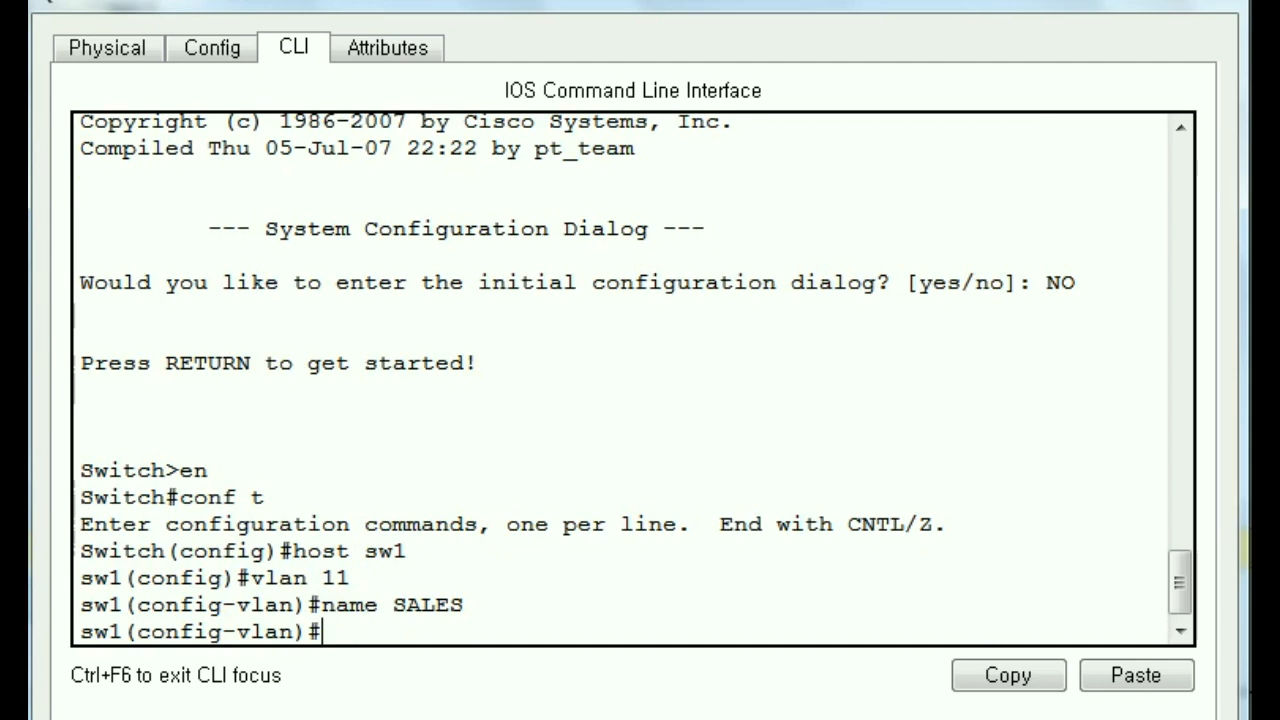 Physical Config CLI Attributes
IOS Command Line Interface
Copyright (c) 1986-2007 by Cisco Systems, Inc.
Compiled Thu 05-Jul-07 22:22 by pt_team
--- System Configuration Dialog ---
Would you like to enter the initial configuration dialog? [yes/no]: NO
Press RETURN to get started!
Switch>en
Switch#conf t
Enter configuration commands, one per line.  End with CNTL/Z.
Switch(config)#host sw1
sw1(config)#vlan 11
sw1(config-vlan)#name SALES
sw1(config-vlan)#
Ctrl+F6 to exit CLI focus Copy Paste